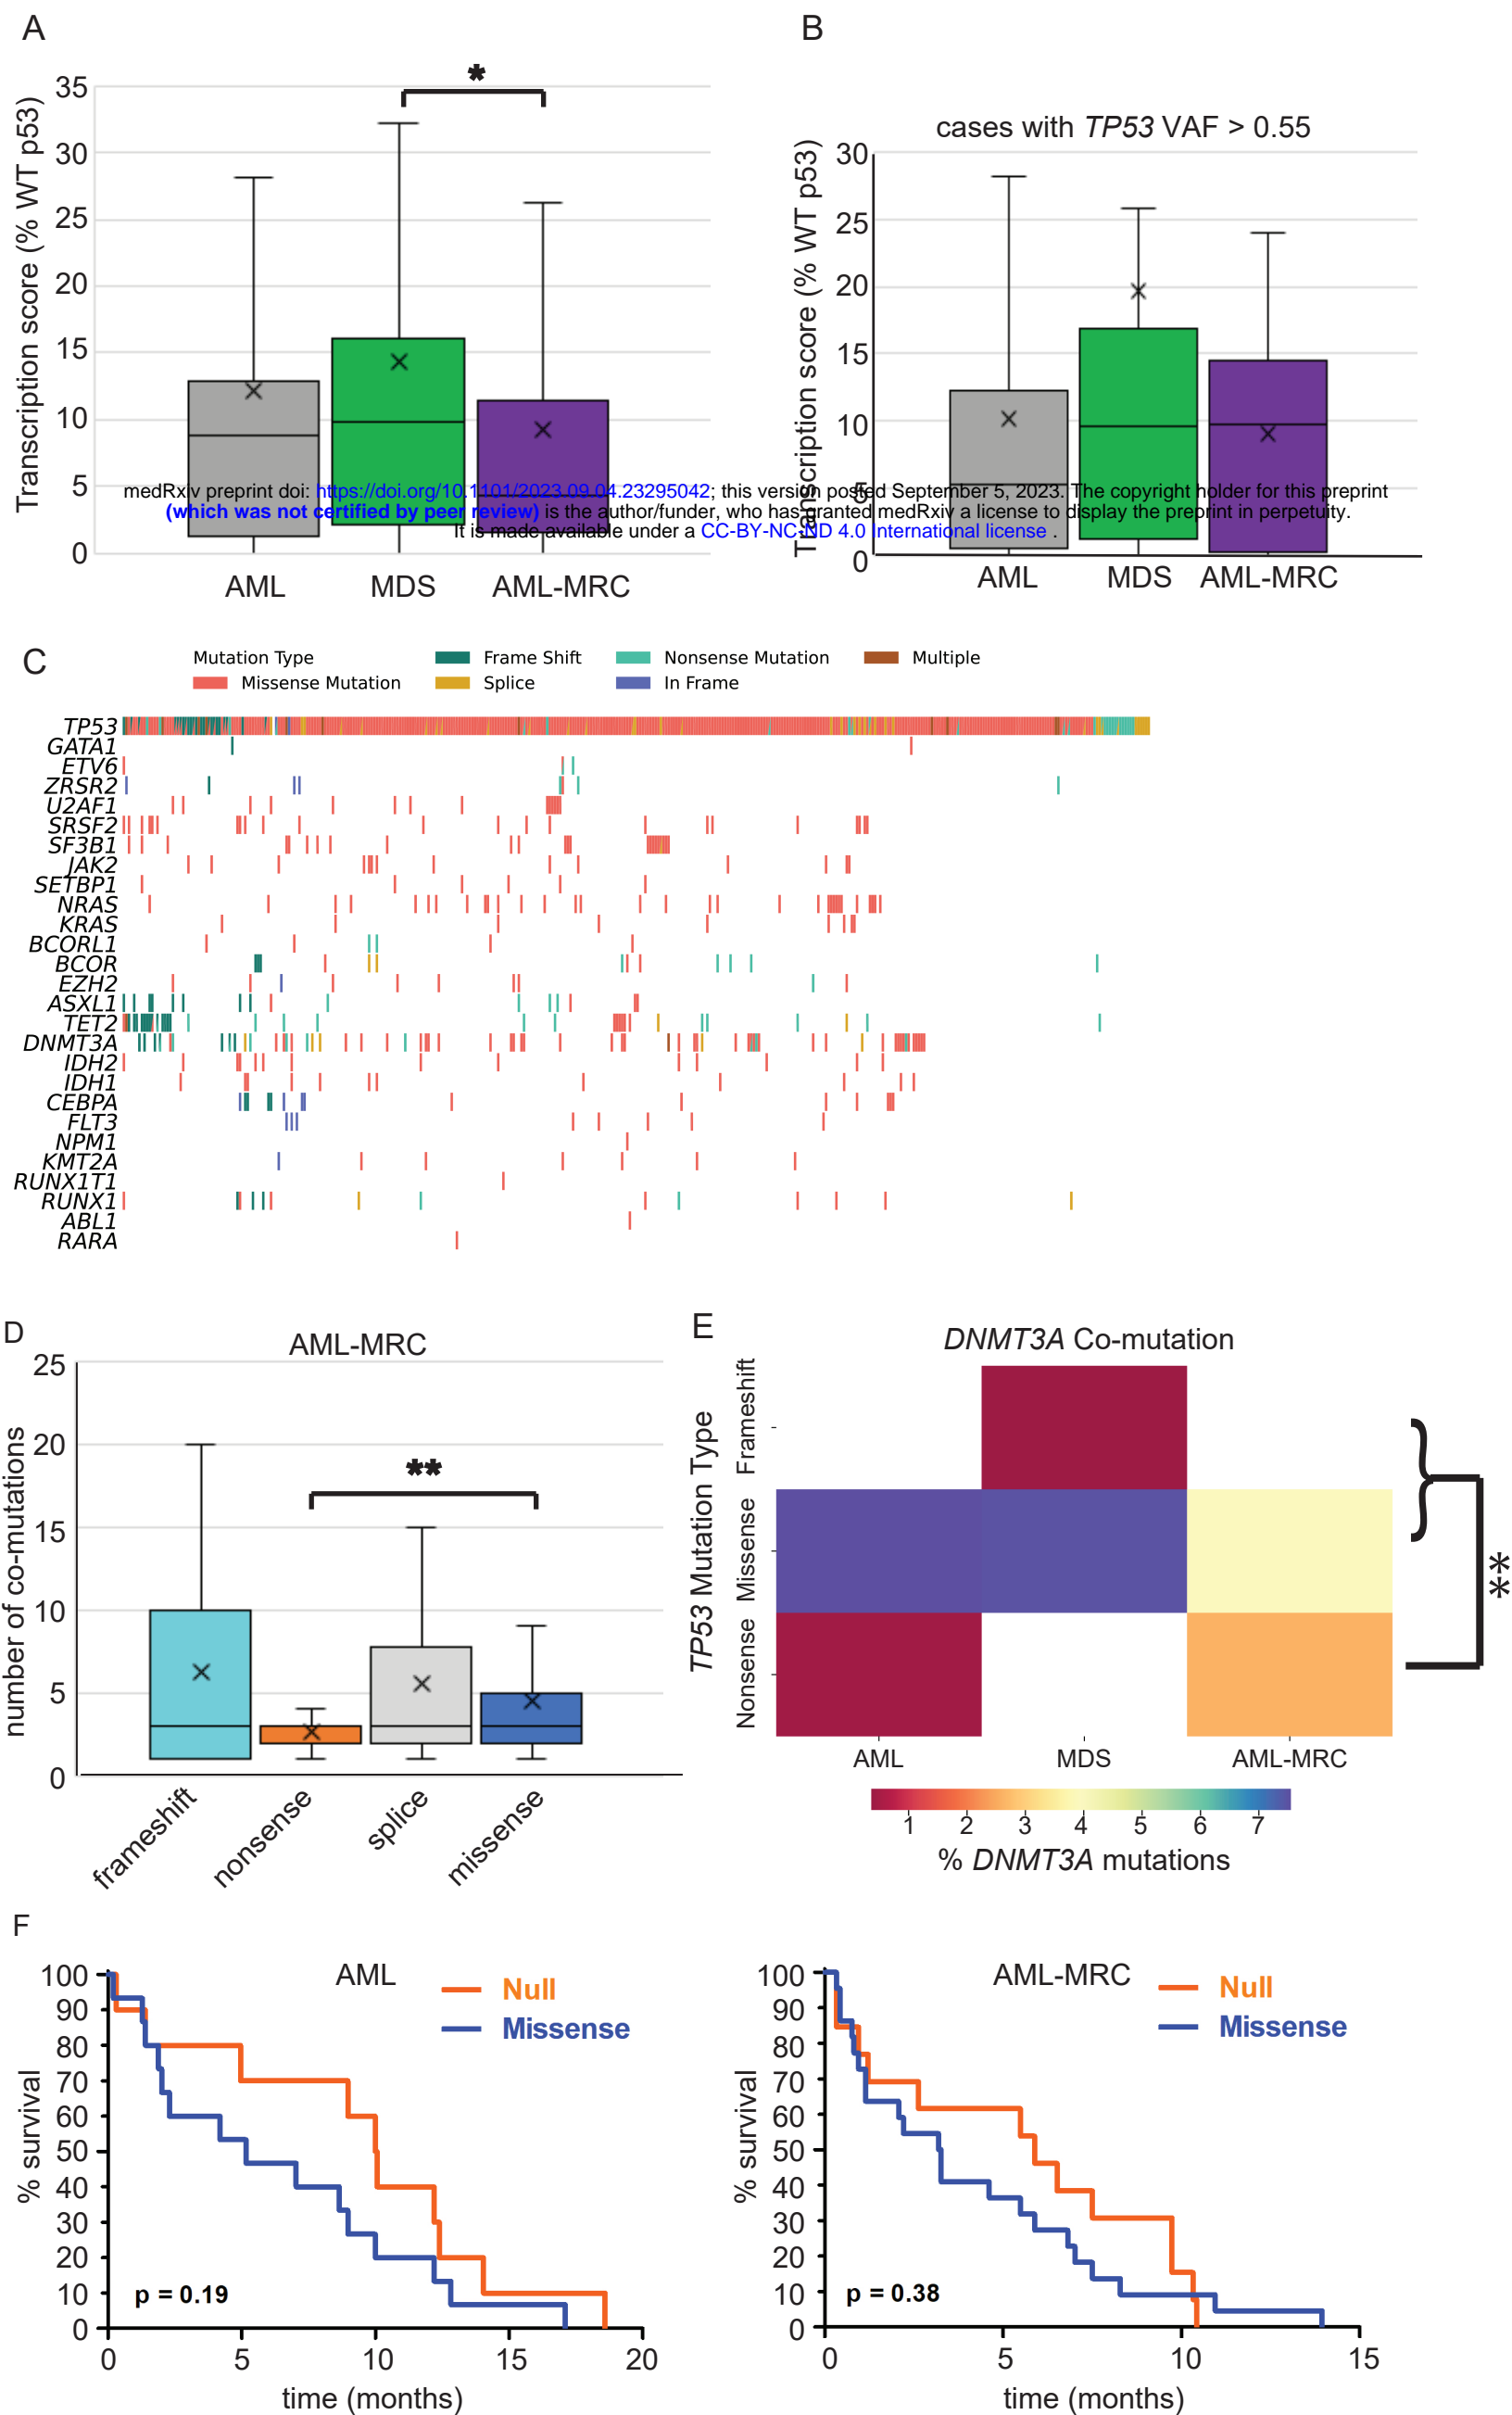 A
B
Transcription score (% WT p53)
35
30
25
20
15
10
5
0
*
AML
MDS
AML-MRC
cases with TP53 VAF > 0.55
Transcription score (% WT p53)
30
25
20
15
10
5
0
AML
MDS
AML-MRC
medRxiv preprint doi: https://doi.org/10.1101/2023.09.04.23295042; this version posted September 5, 2023. The copyright holder for this preprint
(which was not certified by peer review) is the author/funder, who has granted medRxiv a license to display the preprint in perpetuity.
It is made available under a CC-BY-NC-ND 4.0 International license .
C
Mutation Type
Frame Shift
Nonsense Mutation
Multiple
Missense Mutation
Splice
In Frame
TP53
GATA1
ETV6
ZRSR2
U2AF1
SRSF2
SF3B1
JAK2
SETBP1
NRAS
KRAS
BCORL1
BCOR
EZH2
ASXL1
TET2
DNMT3A
IDH2
IDH1
CEBPA
FLT3
NPM1
KMT2A
RUNX1T1
RUNX1
ABL1
RARA
D
AML-MRC
number of co-mutations
25
20
15
10
5
0
**
frameshift
nonsense
splice
missense
E
DNMT3A Co-mutation
TP53 Mutation Type
Frameshift
Missense
Nonsense
**
AML
MDS
AML-MRC
1 2 3 4 5 6 7
% DNMT3A mutations
F
AML
Null
Missense
% survival
100
90
80
70
60
50
40
30
20
10
0
p = 0.19
0 5 10 15 20
time (months)
AML-MRC
Null
Missense
% survival
100
90
80
70
60
50
40
30
20
10
0
p = 0.38
0 5 10 15
time (months)